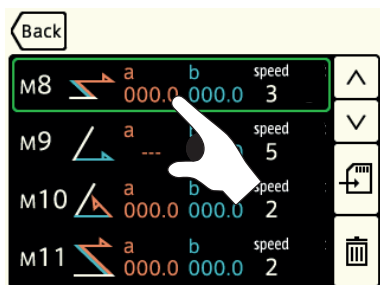 Back
M8 a b speed
000.0 000.0 3
M9 a speed
--- 5
M10 a b speed
000.0 000.0 2
M11 a b speed
000.0 000.0 2